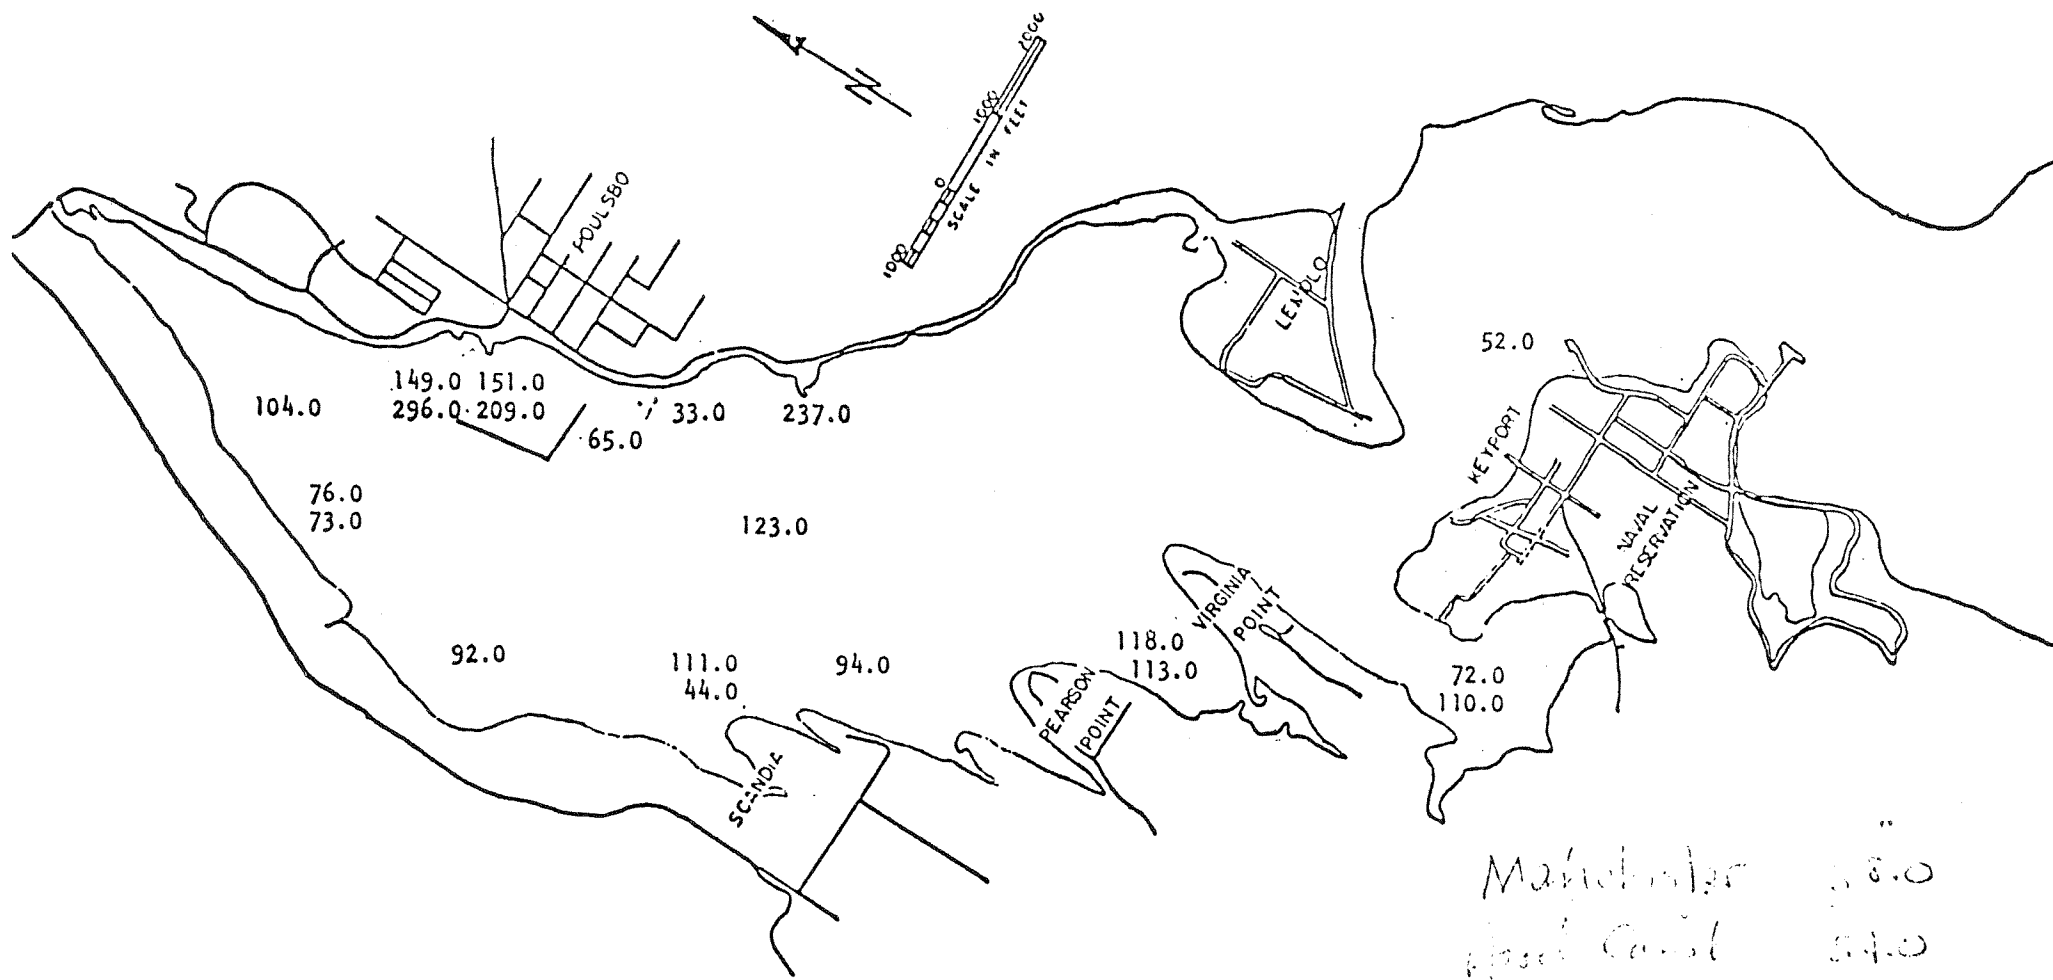 N
2000
1000
0
1000
SCALE IN FEET
POULSBO
LEMOLO
52.0
149.0 151.0
104.0
296.0 209.0
33.0
237.0
65.0
KEYPORT
76.0
73.0
123.0
NAVAL
RESERVATION
VIRGINIA
POINT
92.0
111.0
44.0
94.0
118.0
113.0
72.0
110.0
PEARSON
POINT
SCANDIA
Manchester
Hood Canal